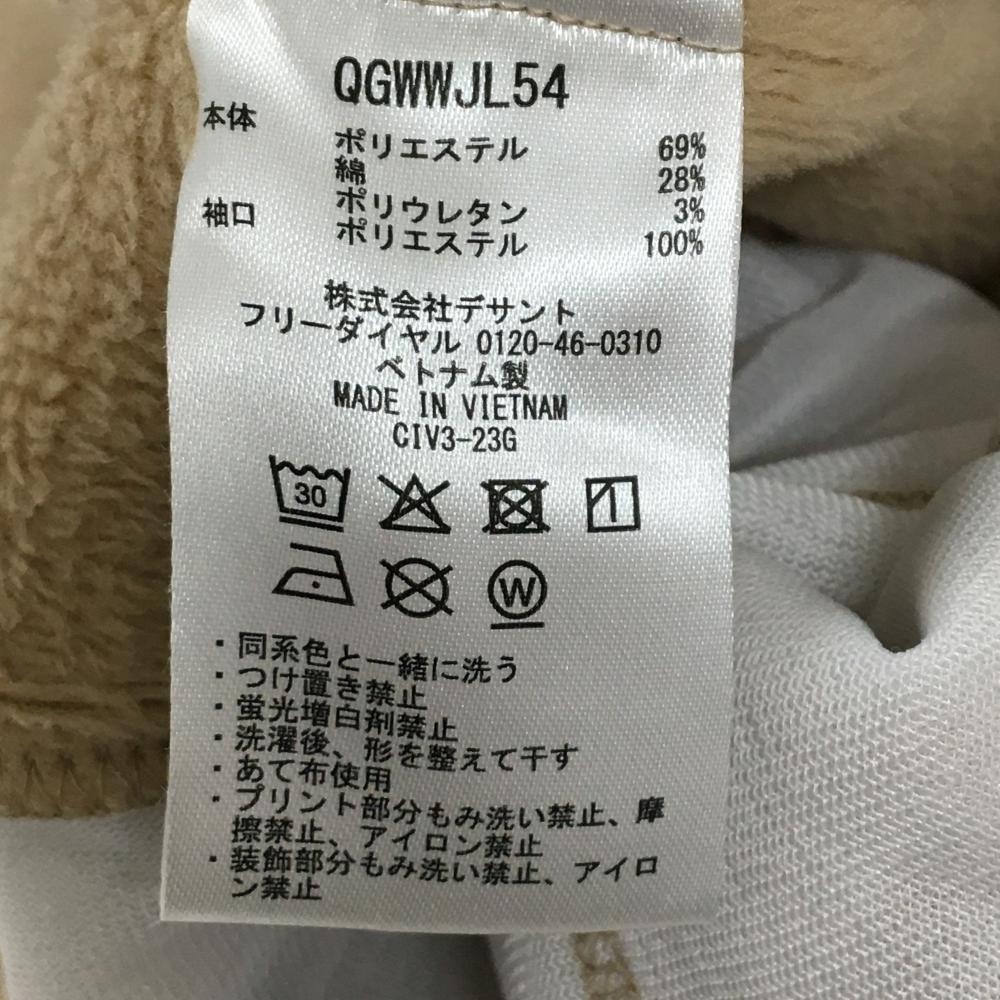 QGWWJL54
本体
ポリエステル 69%
綿 28%
袖口 ポリウレタン 3%
ポリエステル 100%
株式会社デサント
フリーダイヤル 0120-46-0310
ベトナム製
MADE IN VIETNAM
CIV3-23G
30
W
・同系色と一緒に洗う
・つけ置き禁止
・蛍光増白剤禁止
・洗濯後、形を整えて干す
・あて布使用
・プリント部分もみ洗い禁止、摩
擦禁止、アイロン禁止
・装飾部分もみ洗い禁止、アイロ
ン禁止